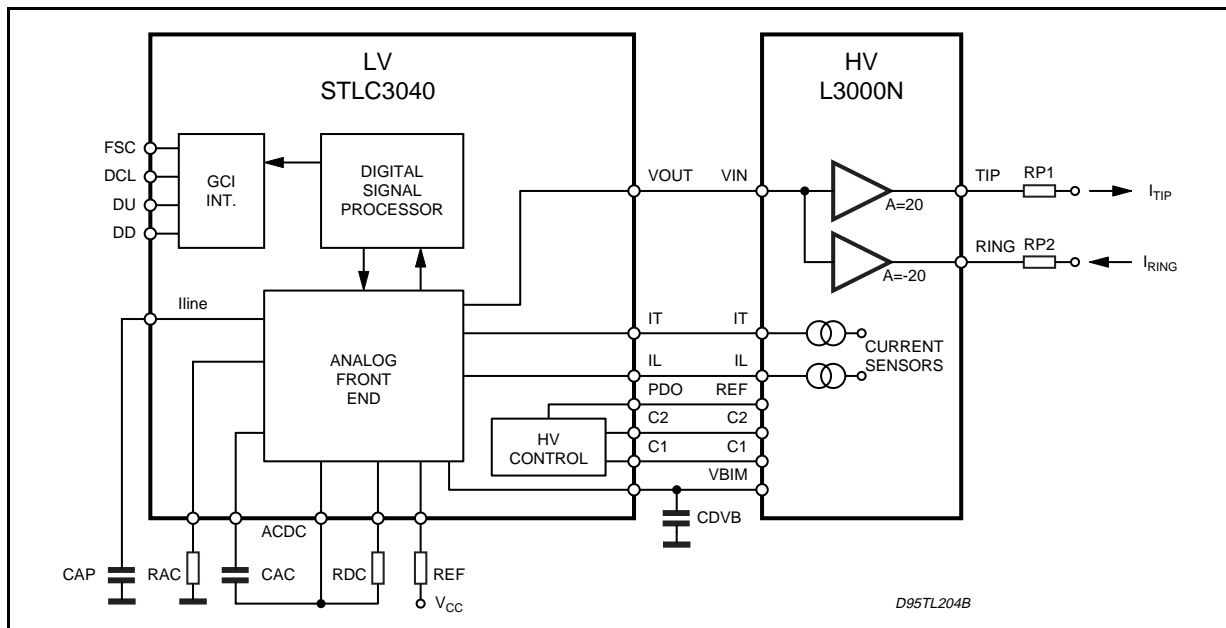 LV
STLC3040
HV
L3000N
FSC
DCL
DU
DD
GCI
INT.
DIGITAL
SIGNAL
PROCESSOR
VOUT
VIN
A=20
TIP
RP1
ITIP
A=-20
RING
RP2
IRING
Iline
ANALOG
FRONT
END
IT
IT
CURRENT
SENSORS
IL
IL
PDO
REF
HV
CONTROL
C2
C2
C1
C1
VBIM
CDVB
ACDC
CAP
RAC
CAC
RDC
REF
VCC
D95TL204B